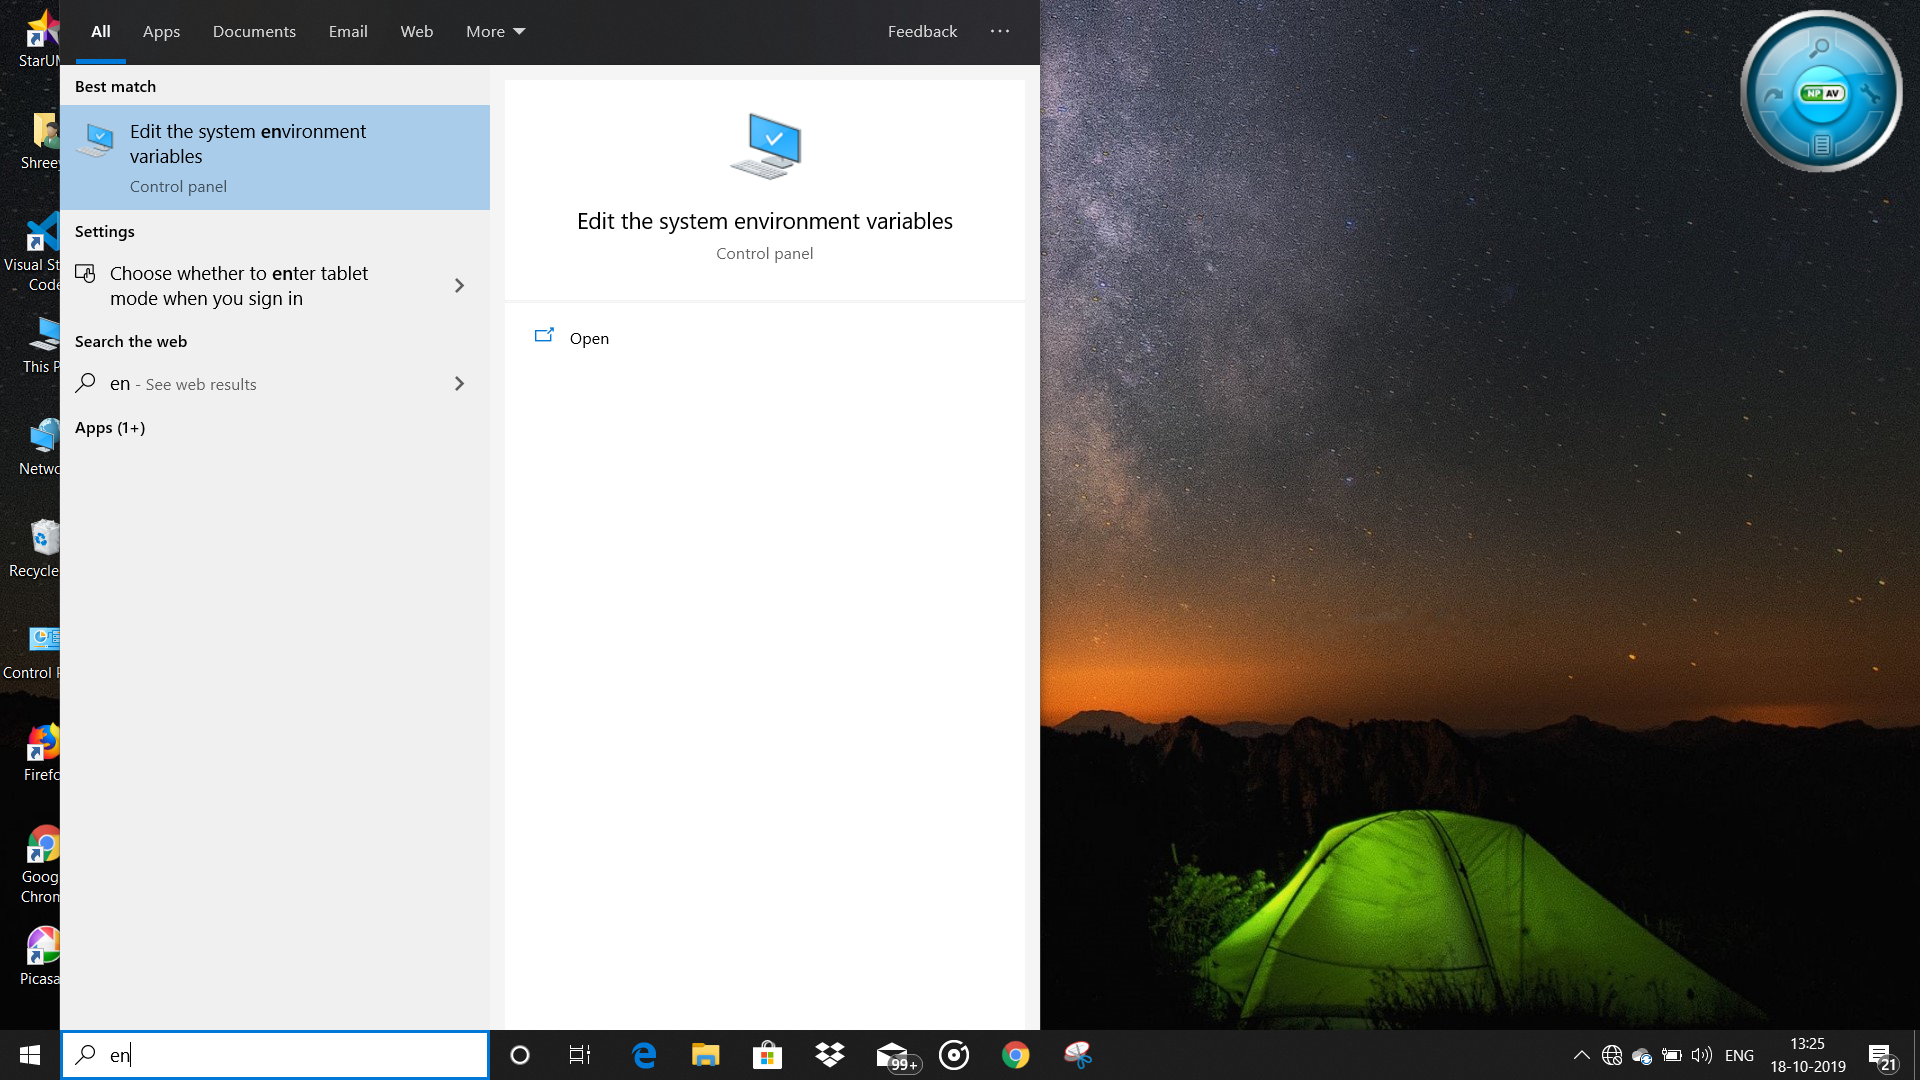 All Apps Documents Email Web More Feedback
Best match
Edit the system environment
variables
Control panel
Settings
Choose whether to enter tablet
mode when you sign in
Search the web
en - See web results
Apps (1+)
Edit the system environment variables
Control panel
Open
StarUM
Shreey
Visual St
Code
This P
Netwo
Recycle
Control P
Firefo
Goog
Chrom
Picasa
NP AV
en
99+
ENG
13:25
18-10-2019
21